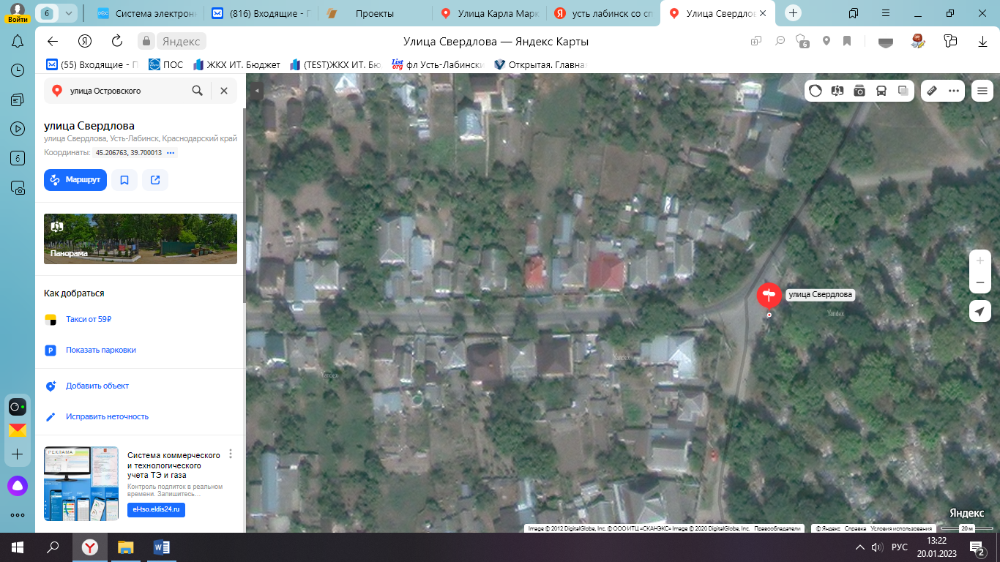 6
Система электронн
(816) Входящие - П
Проекты
Улица Карла Марк
усть лабинск со сп
Улица Свердлов
Войти
Яндекс
Улица Свердлова — Яндекс Карты
6
(55) Входящие - П
ПОС
ЖКХ ИТ. Бюджет
(TEST)ЖКХ ИТ. Бю
List org
фл Усть-Лабински
Открытая. Главна
улица Островского
улица Свердлова
улица Свердлова, Усть-Лабинск, Краснодарский край
Координаты: 45.206763, 39.700013
6
Маршрут
Панорама
Как добраться
Такси от 59₽
P
Показать парковки
Добавить объект
Исправить неточность
РЕКЛАМА
Система коммерческого
и технологического
учета ТЭ и газа
Контроль подпиток в реальном
времени. Запишитесь...
el-tso.eldis24.ru
улица Свердлова
Yandex
Yandex
Yandex
Яндекс
Image © 2012 DigitalGlobe, Inc. © ООО ИТЦ «СКАНЭКС» Image © 2020 DigitalGlobe, Inc. Правообладатели
© Яндекс Справка Условия использования
20 м
РУС
13:22
20.01.2023
2